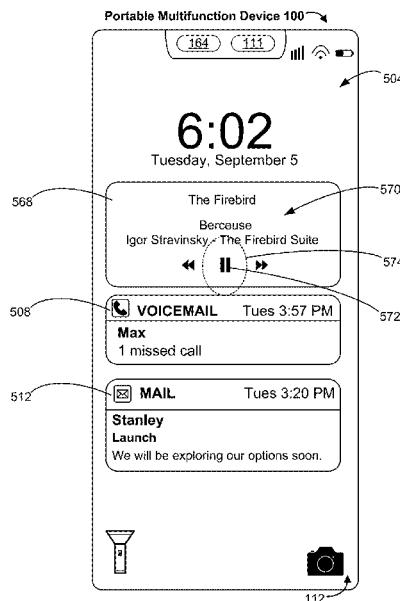 Portable Multifunction Device 100
164 111
504
6:02
Tuesday, September 5
568
The Firebird
570
Bercause
Igor Stravinsky - The Firebird Suite
574
572
508
VOICEMAIL Tues 3:57 PM
Max
1 missed call
512
MAIL Tues 3:20 PM
Stanley
Launch
We will be exploring our options soon.
112